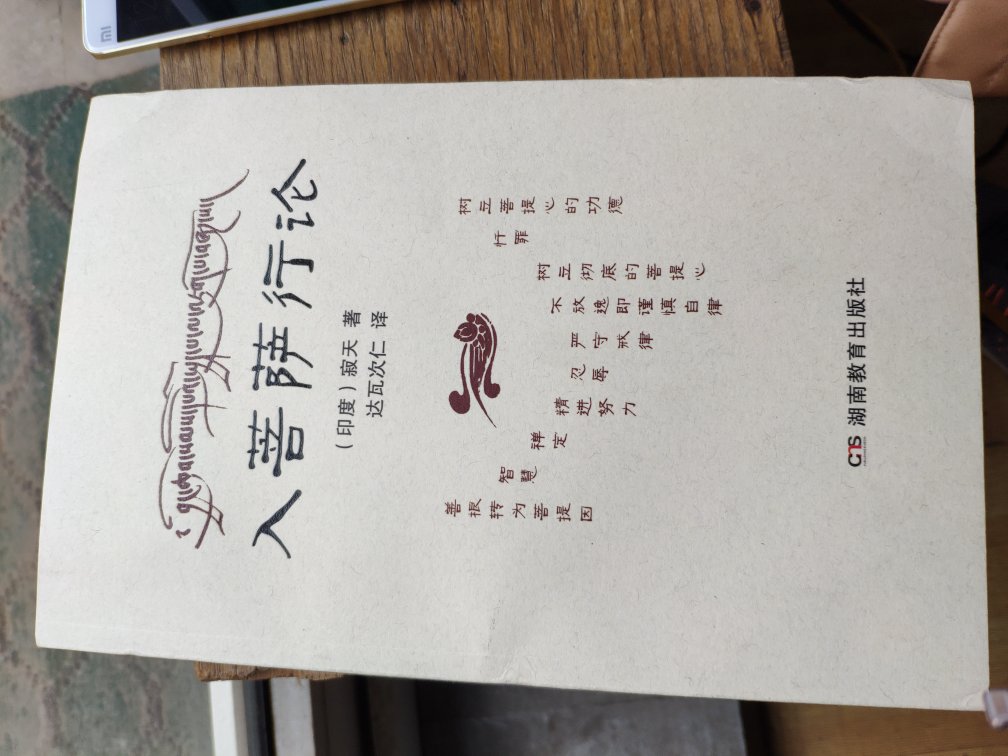 mi
入菩萨行论
（印度）寂天 著
达瓦次仁 译
树立菩提心的功德
忏罪
树立彻底的菩提心
不放逸即谨慎自律
严守戒律
忍辱
精进努力
禅定
智慧
善根转为菩提因
湖南教育出版社